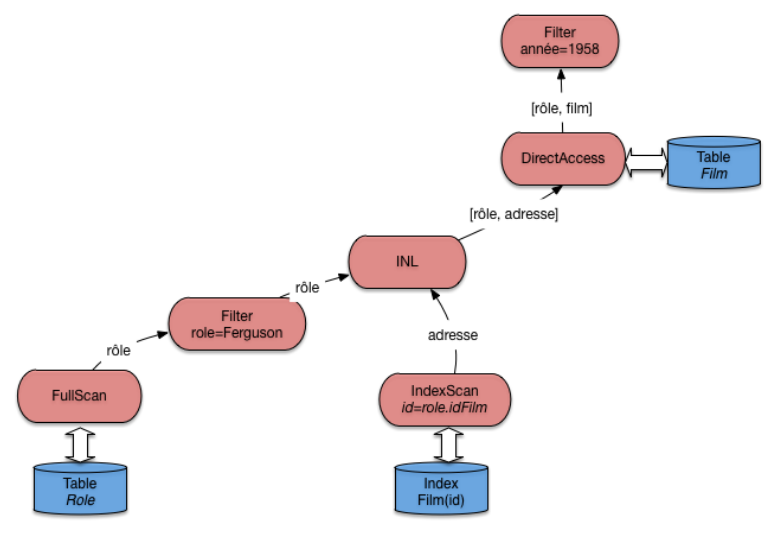 Filter
année=1958
[rôle, film]
DirectAccess
Table
Film
[rôle, adresse]
INL
rôle
Filter
role=Ferguson
adresse
rôle
FullScan
IndexScan
id=role.idFilm
Table
Role
Index
Film(id)